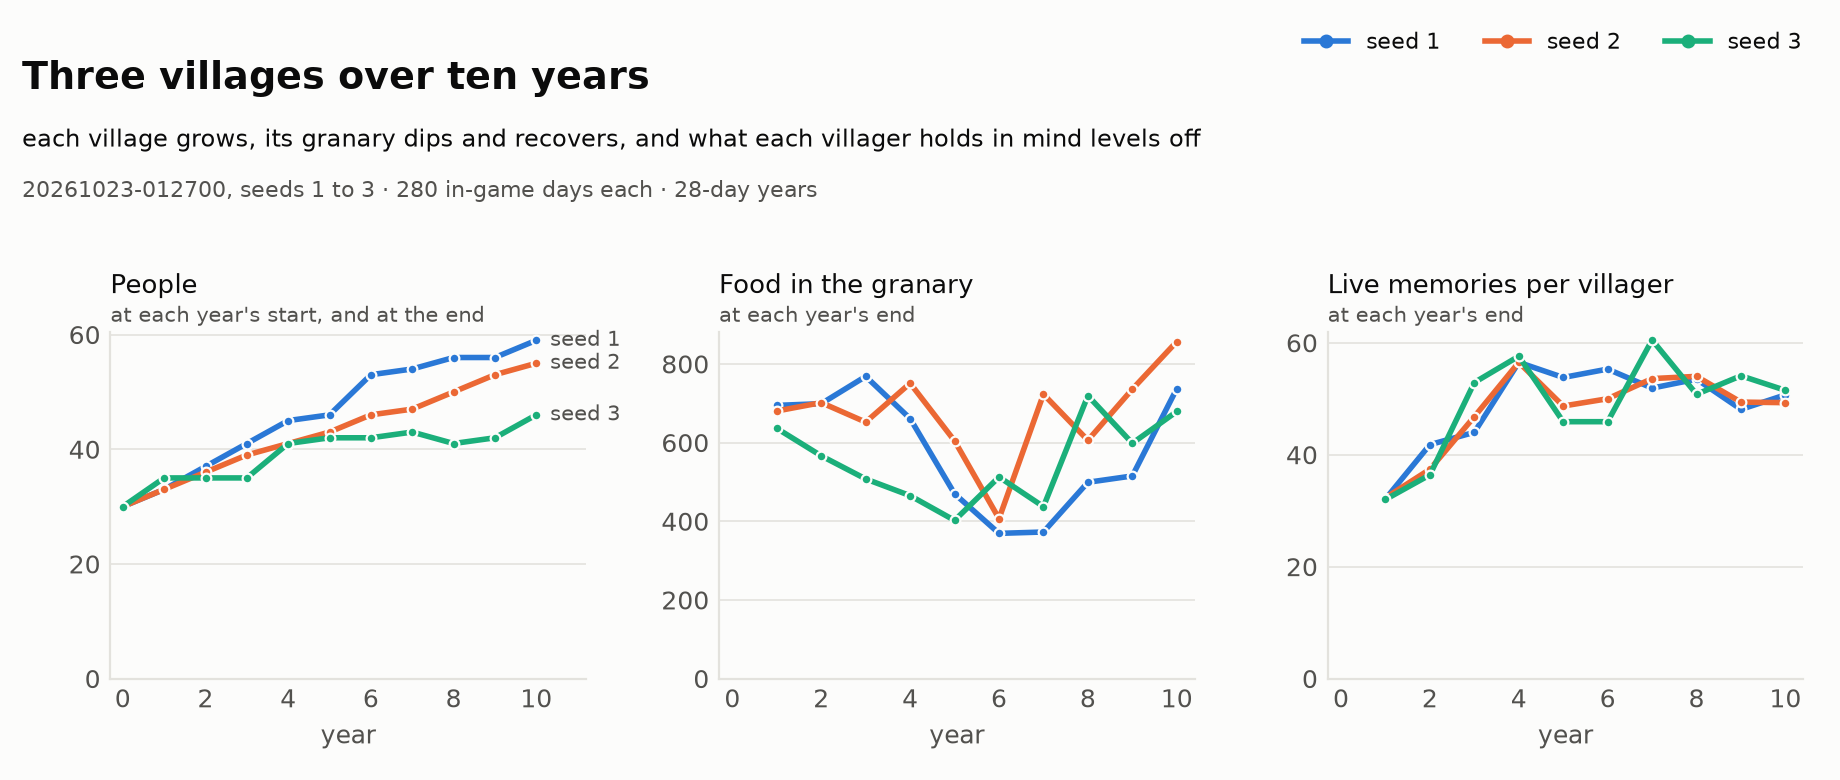 seed 1 seed 2 seed 3
Three villages over ten years
each village grows, its granary dips and recovers, and what each villager holds in mind levels off
20261023-012700, seeds 1 to 3 · 280 in-game days each · 28-day years
People
at each year's start, and at the end
60
40
20
0
0 2 4 6 8 10
year
seed 1
seed 2
seed 3
Food in the granary
at each year's end
800
600
400
200
0
0 2 4 6 8 10
year
Live memories per villager
at each year's end
60
40
20
0
0 2 4 6 8 10
year